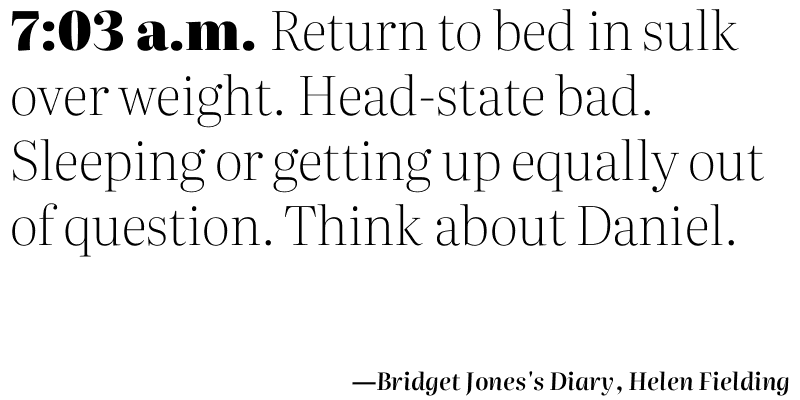 7:03 a.m. Return to bed in sulk
over weight. Head-state bad.
Sleeping or getting up equally out
of question. Think about Daniel.
—Bridget Jones's Diary, Helen Fielding